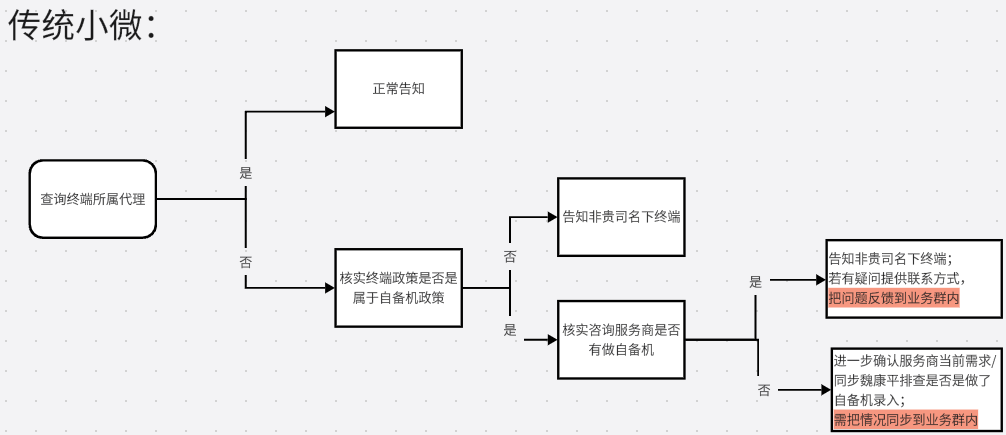 传统小微：
正常告知
是
查询终端所属代理
否
核实终端政策是否是
属于自备机政策
告知非贵司名下终端
否
是
核实咨询服务商是否
有做自备机
是
告知非贵司名下终端；
若有疑问提供联系方式，
把问题反馈到业务群内
否
进一步确认服务商当前需求/
同步魏康平排查是否是做了
自备机录入；
需把情况同步到业务群内